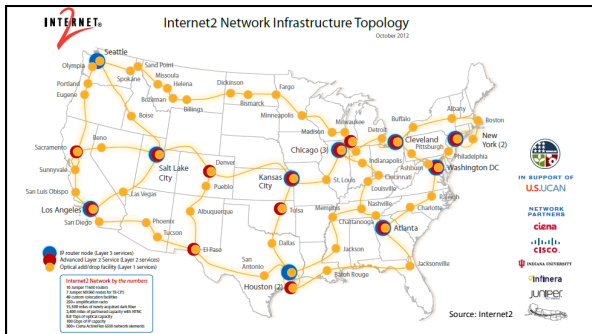 INTERNET®
2
Internet2 Network Infrastructure Topology
October 2012
Seattle
Olympia
Sand Point
Spokane
Missoula
Helena
Portland
Eugene
Bozeman
Billings
Dickinson
Bismarck
Fargo
Minneapolis
Milwaukee
Madison
Detroit
Buffalo
Albany
Boston
Boise
Chicago (3)
Cleveland
New
York (2)
Pittsburgh
Philadelphia
Sacramento
Reno
Salt Lake
City
Denver
Kansas
City
Indianapolis
Cincinnati
Ashburn
Washington DC
Sunnyvale
Pueblo
St. Louis
Louisville
San Luis Obispo
Las Vegas
Raleigh
Los Angeles
Albuquerque
Tulsa
Memphis
Nashville
Charlotte
Chattanooga
San Diego
Phoenix
Tucson
Atlanta
El Paso
Dallas
Jackson
San
Antonio
Baton Rouge
Jacksonville
Houston (2)
IP router node (Layer 3 services)
Advanced Layer 2 Service (Layer 2 services)
Optical add/drop facility (Layer 1 services)
Internet2 Network by the numbers
IN SUPPORT OF
U.S.UCAN
NETWORK
PARTNERS
ciena
CISCO
INDIANA UNIVERSITY
infinera
JUNIPER
Source: Internet2